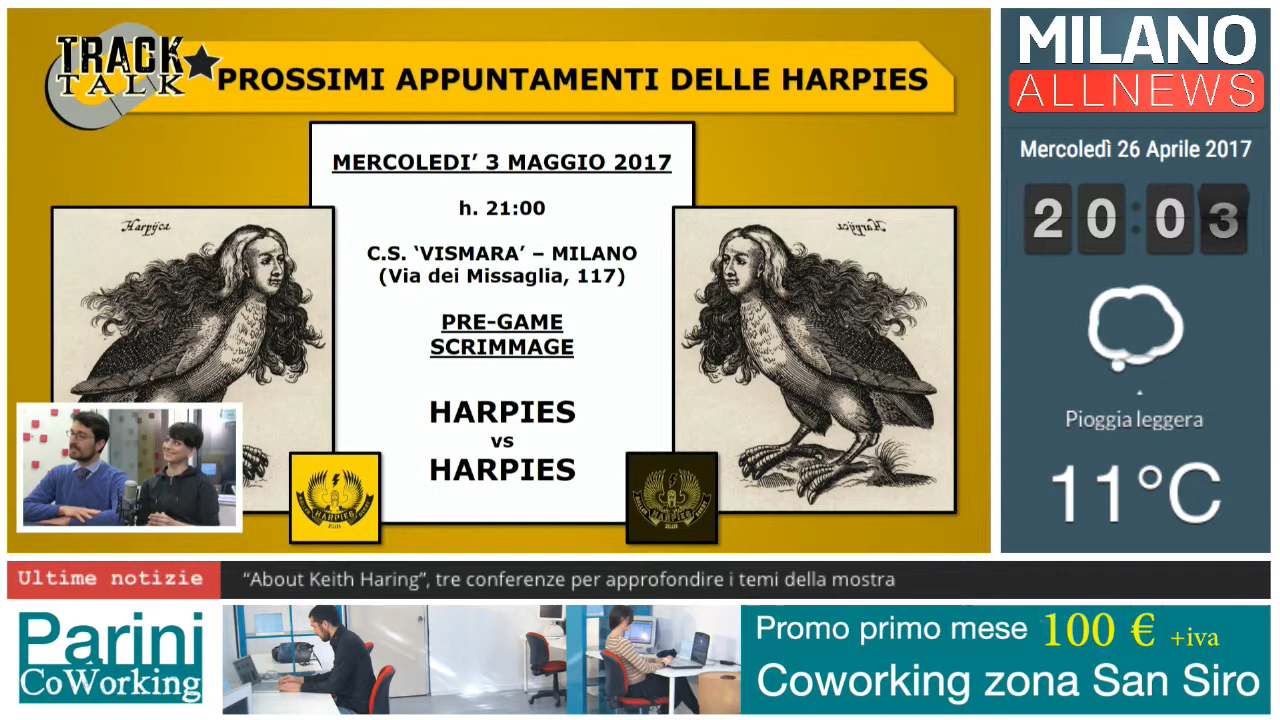 TRACK
TALK
PROSSIMI APPUNTAMENTI DELLE HARPIES
MERCOLEDI’ 3 MAGGIO 2017
h. 21:00
C.S. ‘VISMARA’ – MILANO
(Via dei Missaglia, 117)
PRE-GAME
SCRIMMAGE
HARPIES
vs
HARPIES
Harpÿca
HARPIES
HARPIES
MILANO
ALLNEWS
Mercoledì 26 Aprile 2017
20:03
Pioggia leggera
11°C
Ultime notizie
“About Keith Haring”, tre conferenze per approfondire i temi della mostra
Parini
CoWorking
Promo primo mese 100 € +iva
Coworking zona San Siro